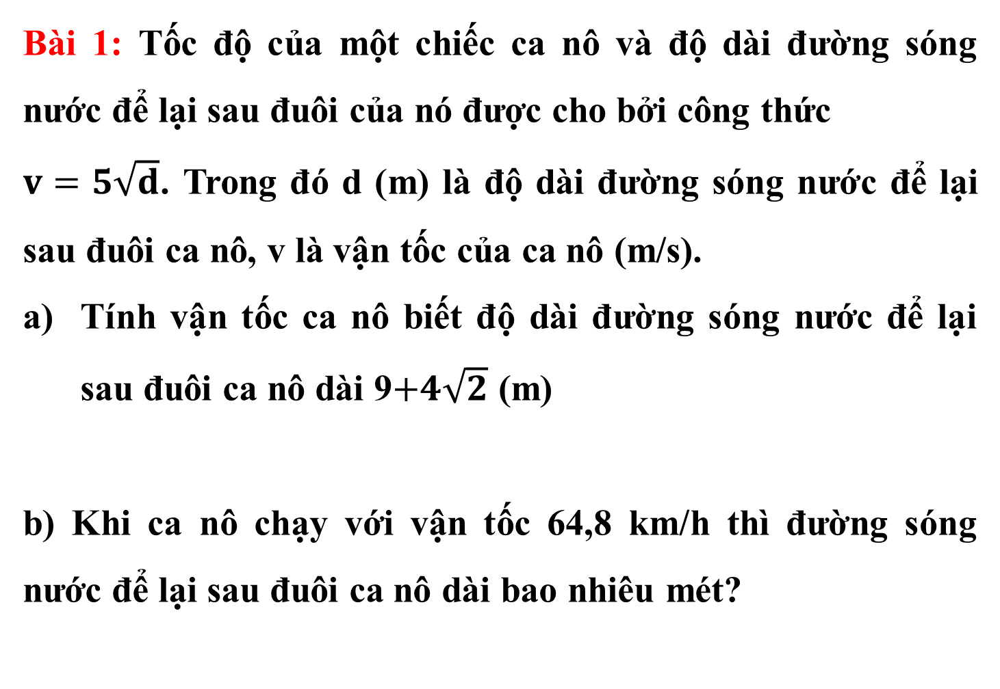 Bài 1: Tốc độ của một chiếc ca nô và độ dài đường sóng
nước để lại sau đuôi của nó được cho bởi công thức
v = 5√d. Trong đó d (m) là độ dài đường sóng nước để lại
sau đuôi ca nô, v là vận tốc của ca nô (m/s).
a) Tính vận tốc ca nô biết độ dài đường sóng nước để lại
sau đuôi ca nô dài 9+4√2 (m)
b) Khi ca nô chạy với vận tốc 64,8 km/h thì đường sóng
nước để lại sau đuôi ca nô dài bao nhiêu mét?